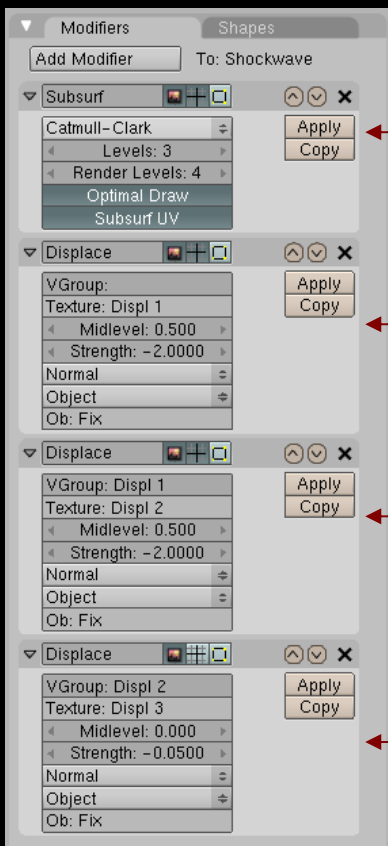 Modifiers Shapes
Add Modifier To: Shockwave
Subsurf
Catmull-Clark Apply
Levels: 3 Copy
Render Levels: 4
Optimal Draw
Subsurf UV
Displace
VGroup: Apply
Texture: Displ 1 Copy
Midlevel: 0.500
Strength: -2.0000
Normal
Object
Ob: Fix
Displace
VGroup: Displ 1 Apply
Texture: Displ 2 Copy
Midlevel: 0.500
Strength: -2.0000
Normal
Object
Ob: Fix
Displace
VGroup: Displ 2 Apply
Texture: Displ 3 Copy
Midlevel: 0.000
Strength: -0.0500
Normal
Object
Ob: Fix